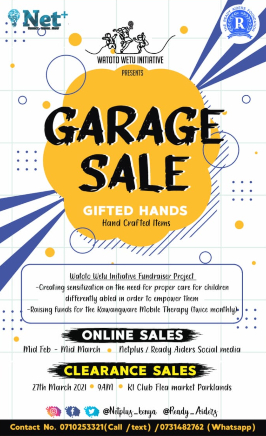 Net+
WATOTO WETU INITIATIVE
PRESENTS
GARAGE
SALE
GIFTED HANDS
Hand Crafted Items
Watoto Wetu Initiative Fundraiser Project
-Creating sensitization on the need for proper care for children
differently abled in order to empower them
-Raising funds for the Kawangware Mobile Therapy (twice monthly)
ONLINE SALES
Mid Feb - Mid March • Netplus / Ready Aiders Social media
CLEARANCE SALES
27th March 2021 • 9AM • K1 Club Flea market Parklands
@Netplus_kenya @Ready_Aiders
Contact No. 0710253321(Call /text) /0731482762 (Whatsapp)